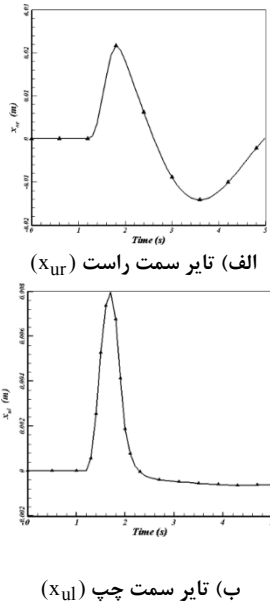 0.03
0.02
0.01
0
-0.01
-0.02
x_ur (m)
0 1 2 3 4 5
Time (s)
الف) تایر سمت راست (x_ur)
0.008
0.006
0.004
0.002
0
0.002
x_ul (m)
0 1 2 3 4
Time (s)
ب) تایر سمت چپ (x_ul)